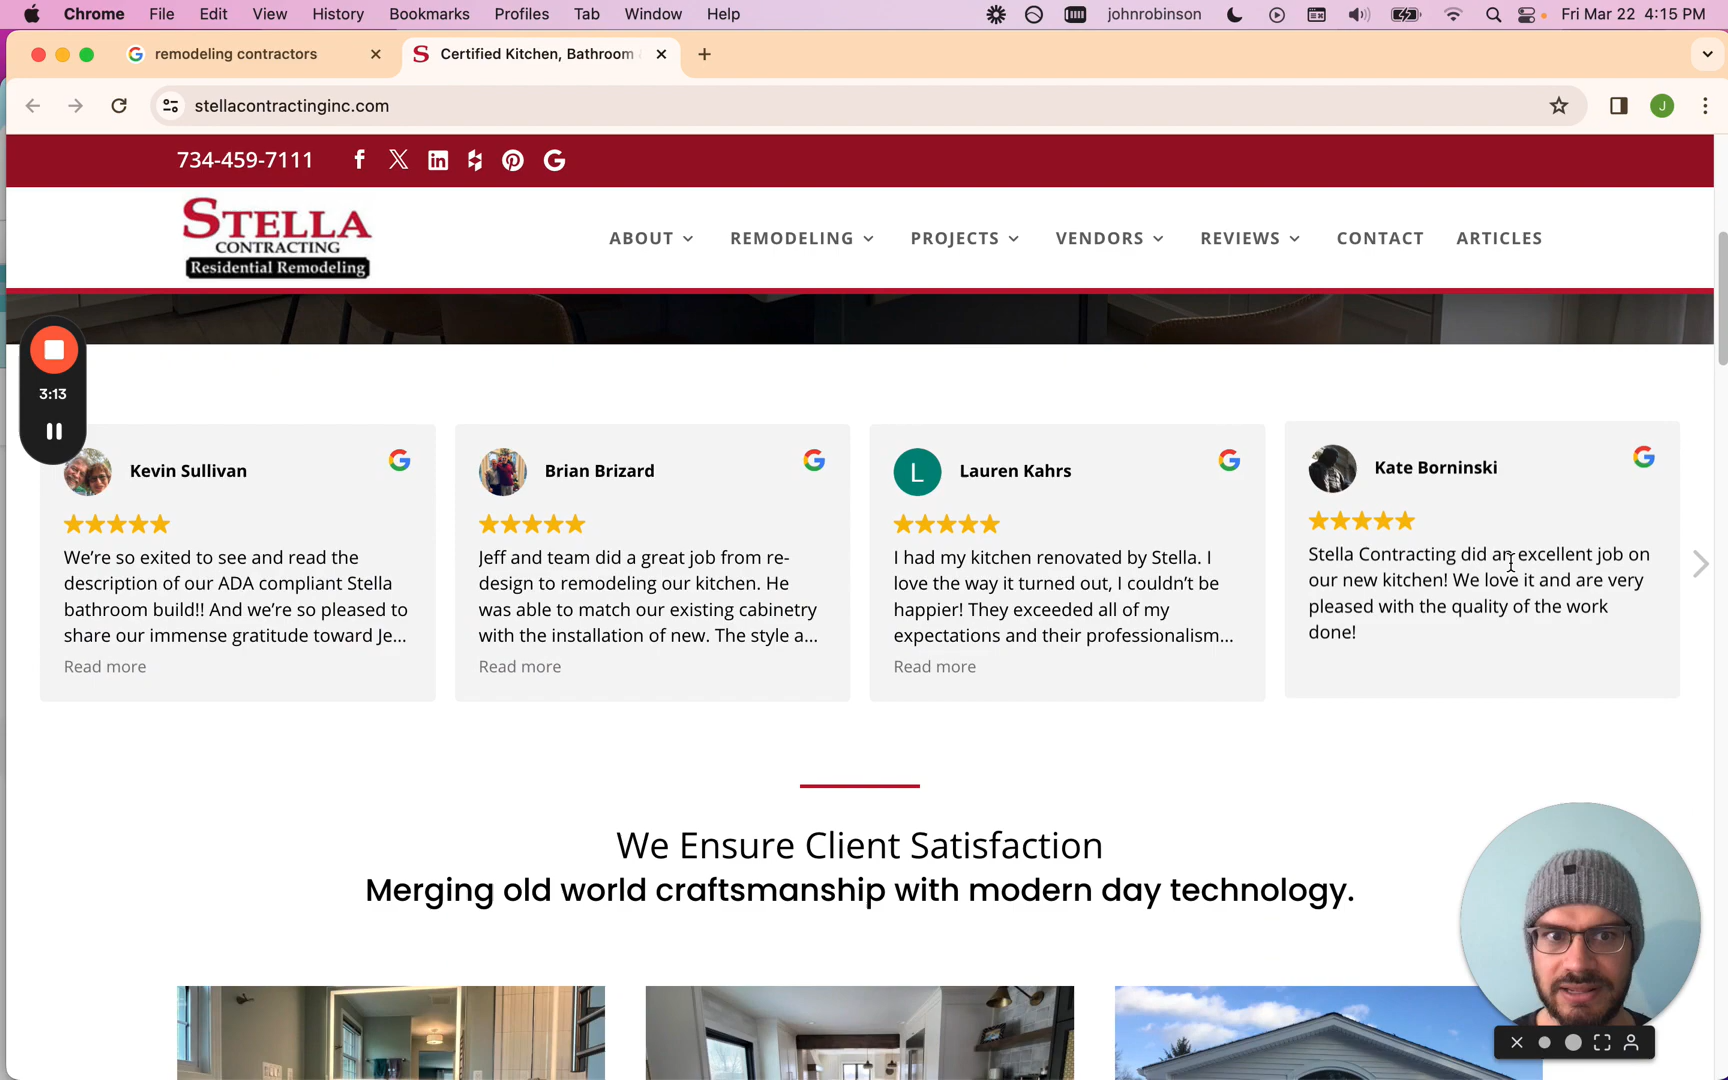 Chrome File Edit View History Bookmarks Profiles Tab Window Help johnrobinson Fri Mar 22 4:15 PM
remodeling contractors Certified Kitchen, Bathroom
stellacontractinginc.com J
734-459-7111
STELLA
CONTRACTING
Residential Remodeling
ABOUT REMODELING PROJECTS VENDORS REVIEWS CONTACT ARTICLES
3:13
Kevin Sullivan
We’re so exited to see and read the
description of our ADA compliant Stella
bathroom build!! And we’re so pleased to
share our immense gratitude toward Je...
Read more
Brian Brizard
Jeff and team did a great job from re-
design to remodeling our kitchen. He
was able to match our existing cabinetry
with the installation of new. The style a...
Read more
L Lauren Kahrs
I had my kitchen renovated by Stella. I
love the way it turned out, I couldn’t be
happier! They exceeded all of my
expectations and their professionalism...
Read more
Kate Borninski
Stella Contracting did an excellent job on
our new kitchen! We love it and are very
pleased with the quality of the work
done!
We Ensure Client Satisfaction
Merging old world craftsmanship with modern day technology.